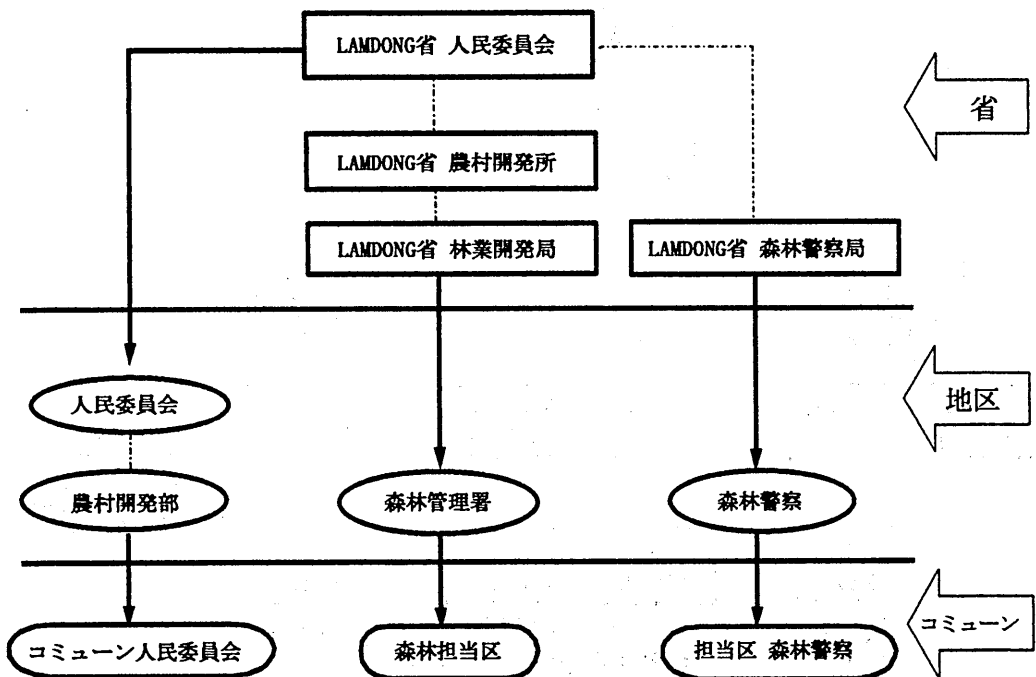 LAMDONG省 人民委員会
省
LAMDONG省 農村開発所
LAMDONG省 林業開発局
LAMDONG省 森林警察局
人民委員会
地区
農村開発部
森林管理署
森林警察
コミューン
コミューン人民委員会
森林担当区
担当区 森林警察